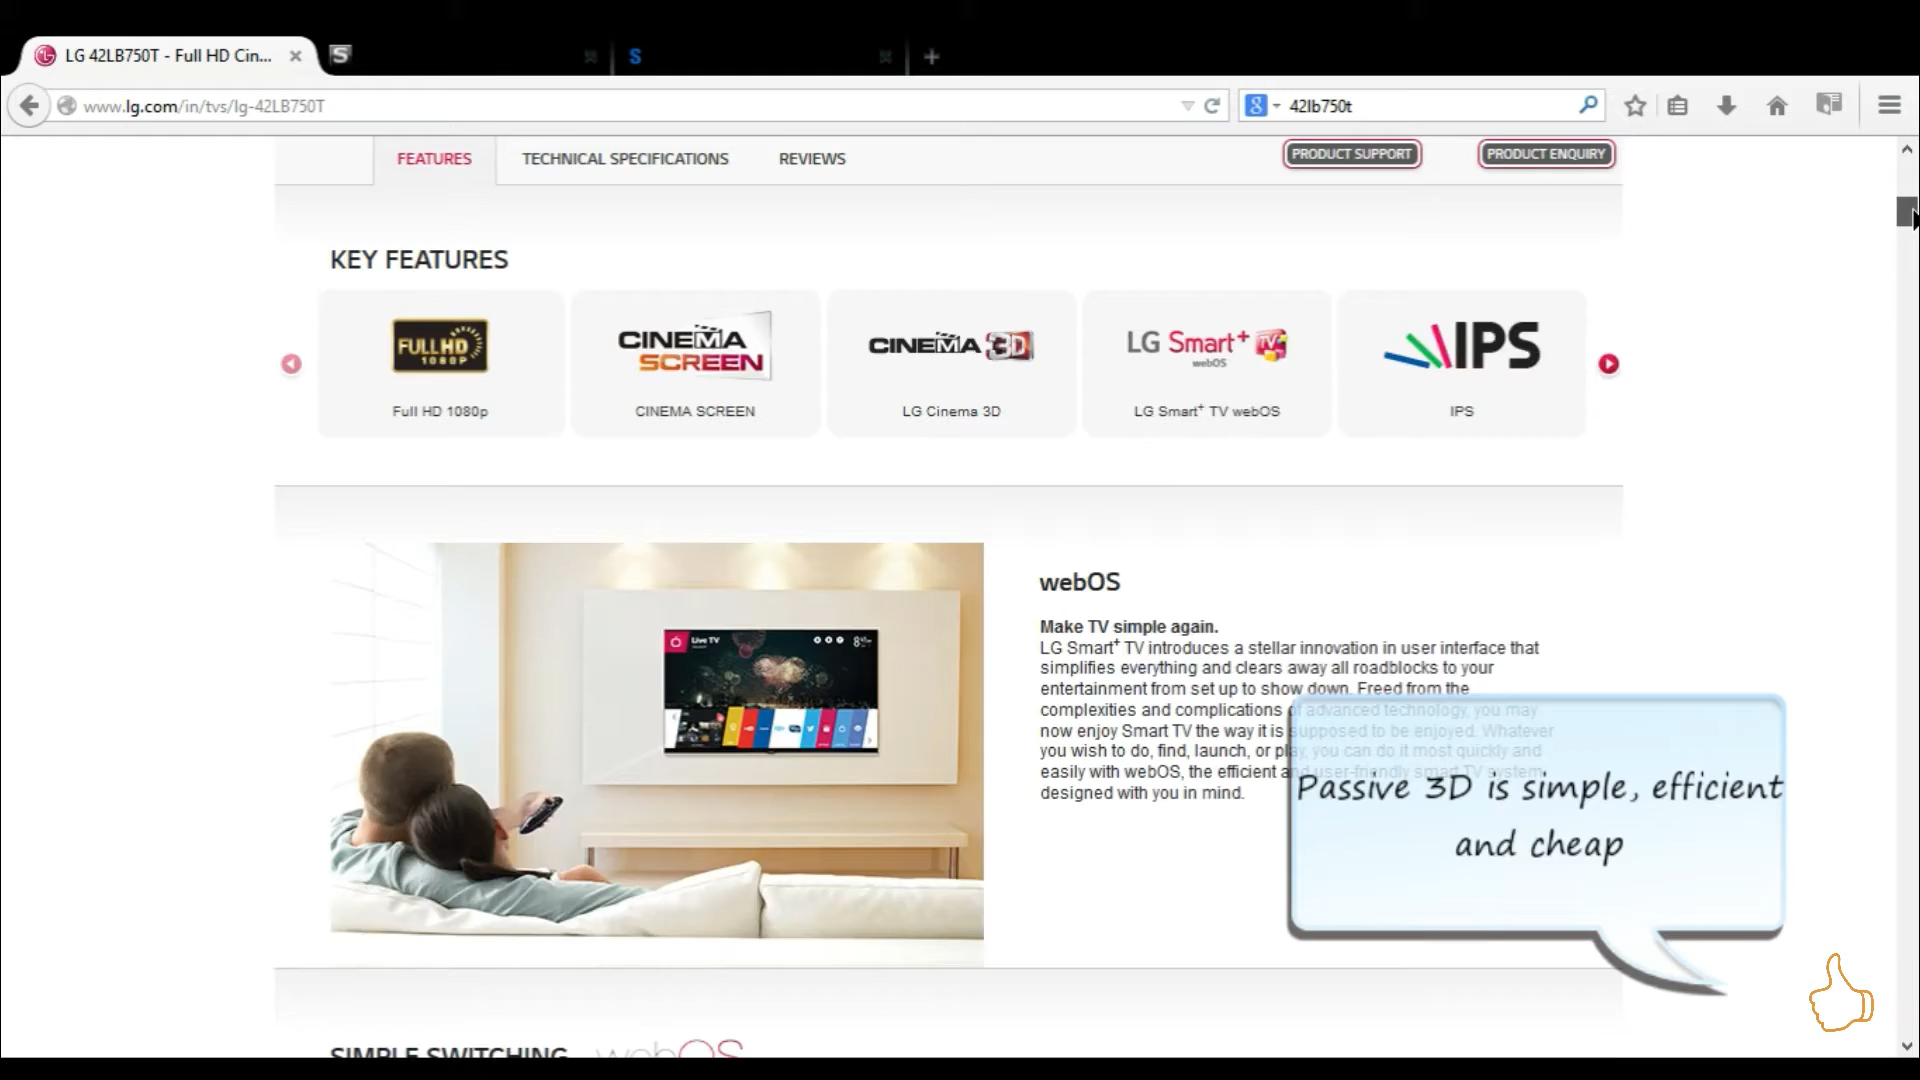 LG 42LB750T - Full HD Cin...
S
S
www.lg.com/in/tvs/lg-42LB750T
8
42lb750t
FEATURES
TECHNICAL SPECIFICATIONS
REVIEWS
PRODUCT SUPPORT
PRODUCT ENQUIRY
KEY FEATURES
FULL HD
1080P
CINEMA
SCREEN
CINEMA 3D
LG Smart+ TV
webOS
IPS
Full HD 1080p
CINEMA SCREEN
LG Cinema 3D
LG Smart+ TV webOS
IPS
Live TV
webOS
Make TV simple again.
LG Smart+ TV introduces a stellar innovation in user interface that
simplifies everything and clears away all roadblocks to your
entertainment from set up to show down. Freed from the
complexities and complications of advanced technology, you may
now enjoy Smart TV the way it is supposed to be enjoyed. Whatever
you wish to do, find, launch, or play, you can do it most quickly and
easily with webOS, the efficient and user-friendly smart TV system
designed with you in mind.
Passive 3D is simple, efficient
and cheap
SIMPLE SWITCHING
webOS